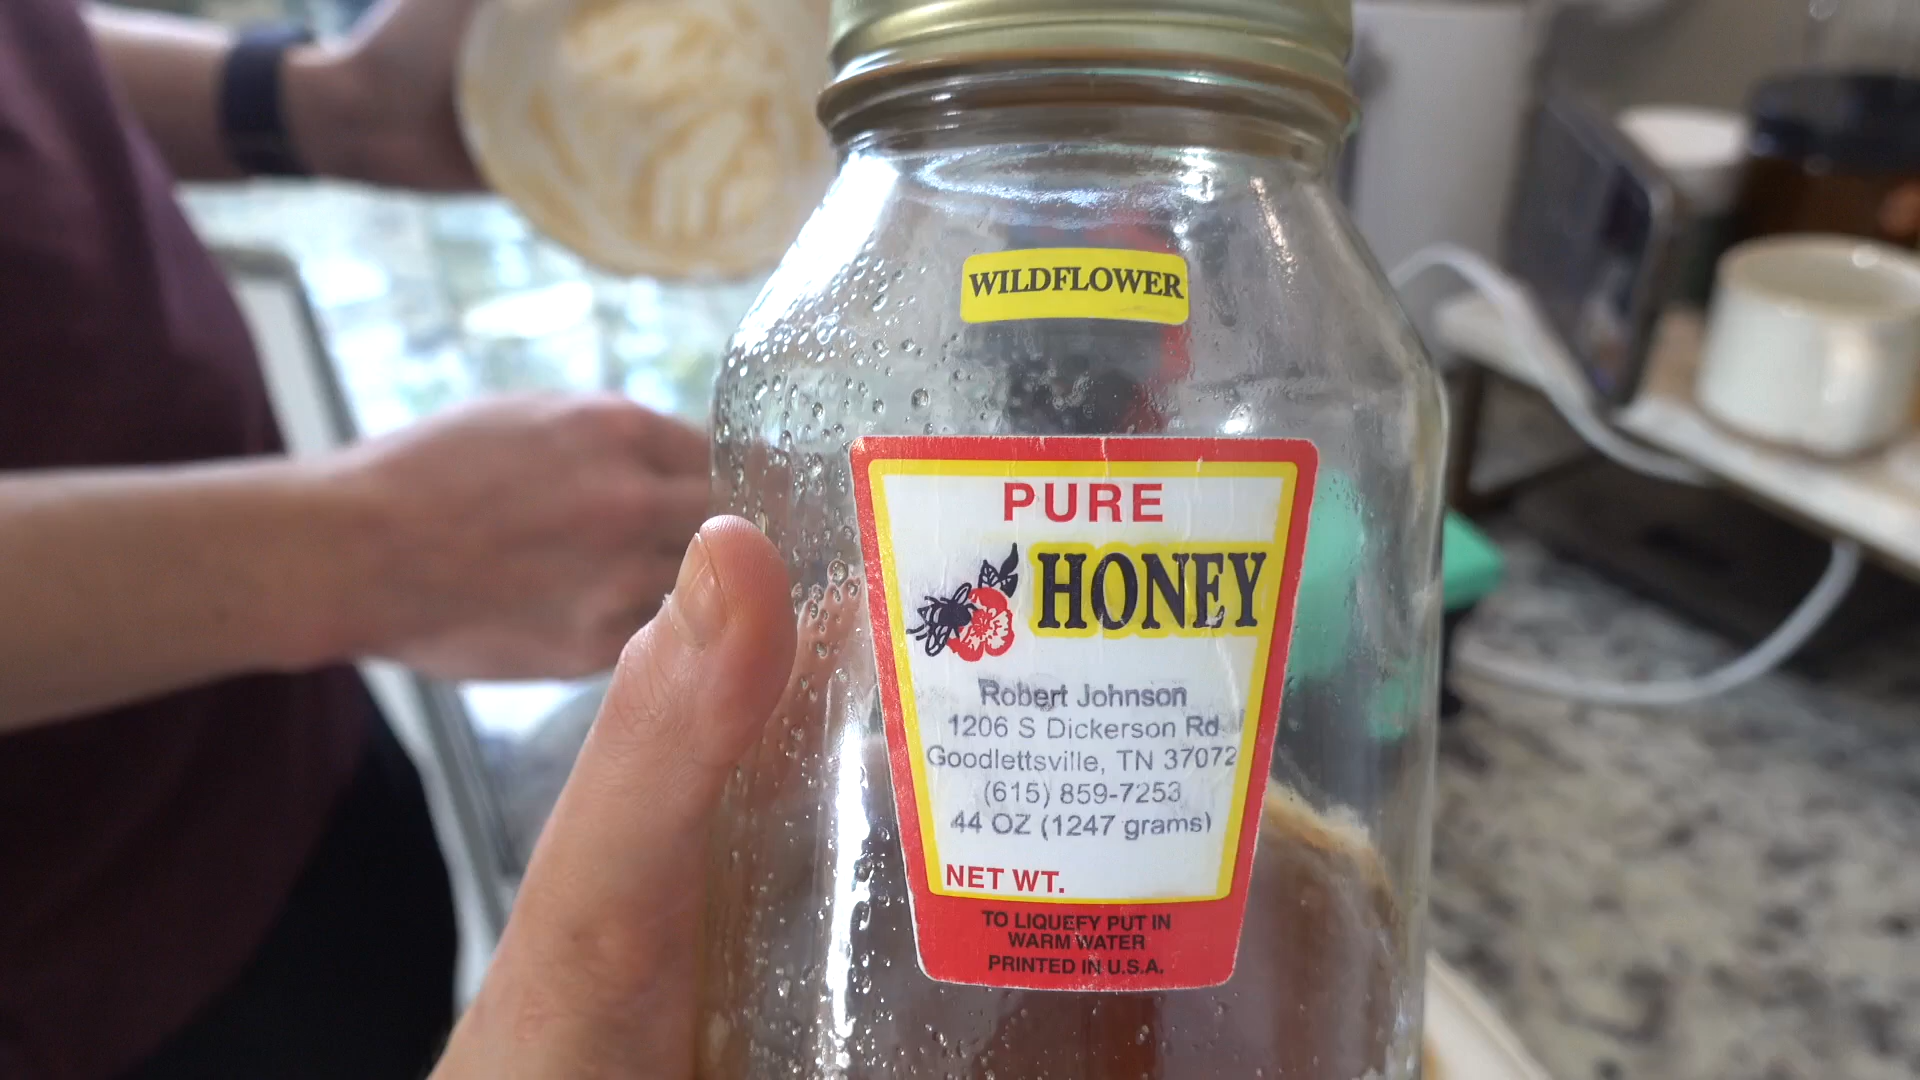 WILDFLOWER
PURE
HONEY
Robert Johnson
1206 S Dickerson Rd
Goodlettsville, TN 37072
(615) 859-7253
44 OZ (1247 grams)
NET WT.
TO LIQUEFY PUT IN
WARM WATER
PRINTED IN U.S.A.